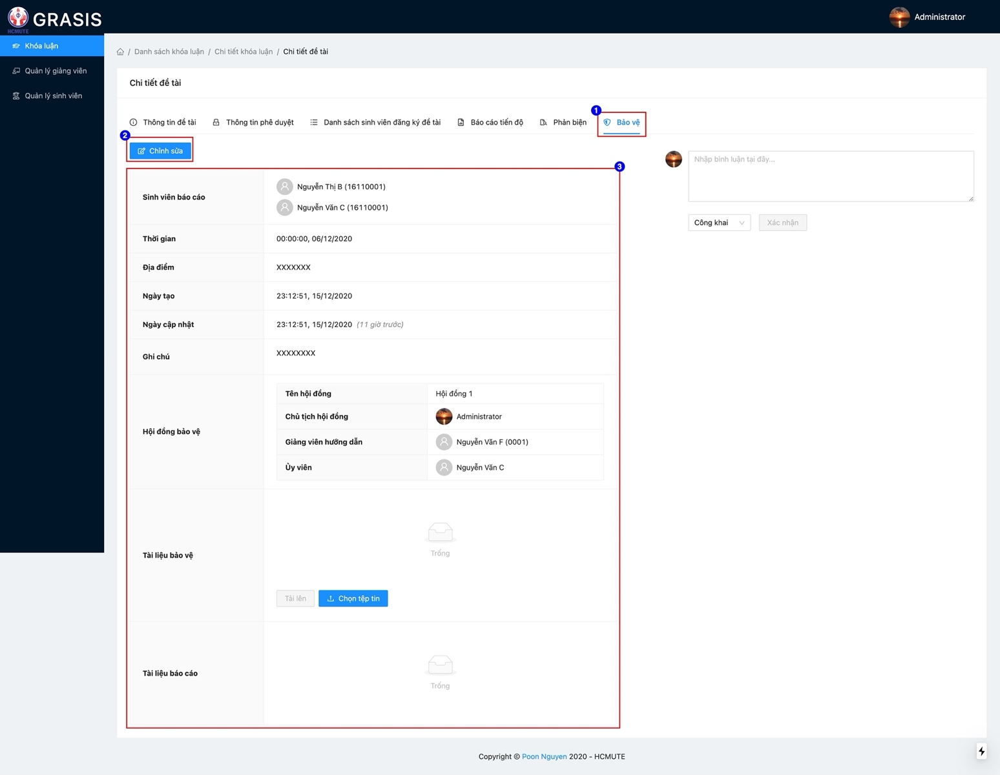 GRASIS
HCMUTE
Administrator
Khóa luận
Quản lý giảng viên
Quản lý sinh viên
/ Danh sách khóa luận / Chi tiết khóa luận / Chi tiết đề tài
Chi tiết đề tài
Thông tin đề tài
Thông tin phê duyệt
Danh sách sinh viên đăng ký đề tài
Báo cáo tiến độ
Phản biện
1
Bảo vệ
2
Chỉnh sửa
3
Sinh viên báo cáo
Nguyễn Thị B (16110001)
Nguyễn Văn C (16110001)
Thời gian
00:00:00, 06/12/2020
Địa điểm
XXXXXXX
Ngày tạo
23:12:51, 15/12/2020
Ngày cập nhật
23:12:51, 15/12/2020 (11 giờ trước)
Ghi chú
XXXXXXXX
Hội đồng bảo vệ
Tên hội đồng
Hội đồng 1
Chủ tịch hội đồng
Administrator
Giảng viên hướng dẫn
Nguyễn Văn F (0001)
Ủy viên
Nguyễn Văn C
Tài liệu bảo vệ
Trống
Tải lên
Chọn tệp tin
Tài liệu báo cáo
Trống
Nhập bình luận tại đây...
Công khai
Xác nhận
Copyright © Poon Nguyen 2020 - HCMUTE